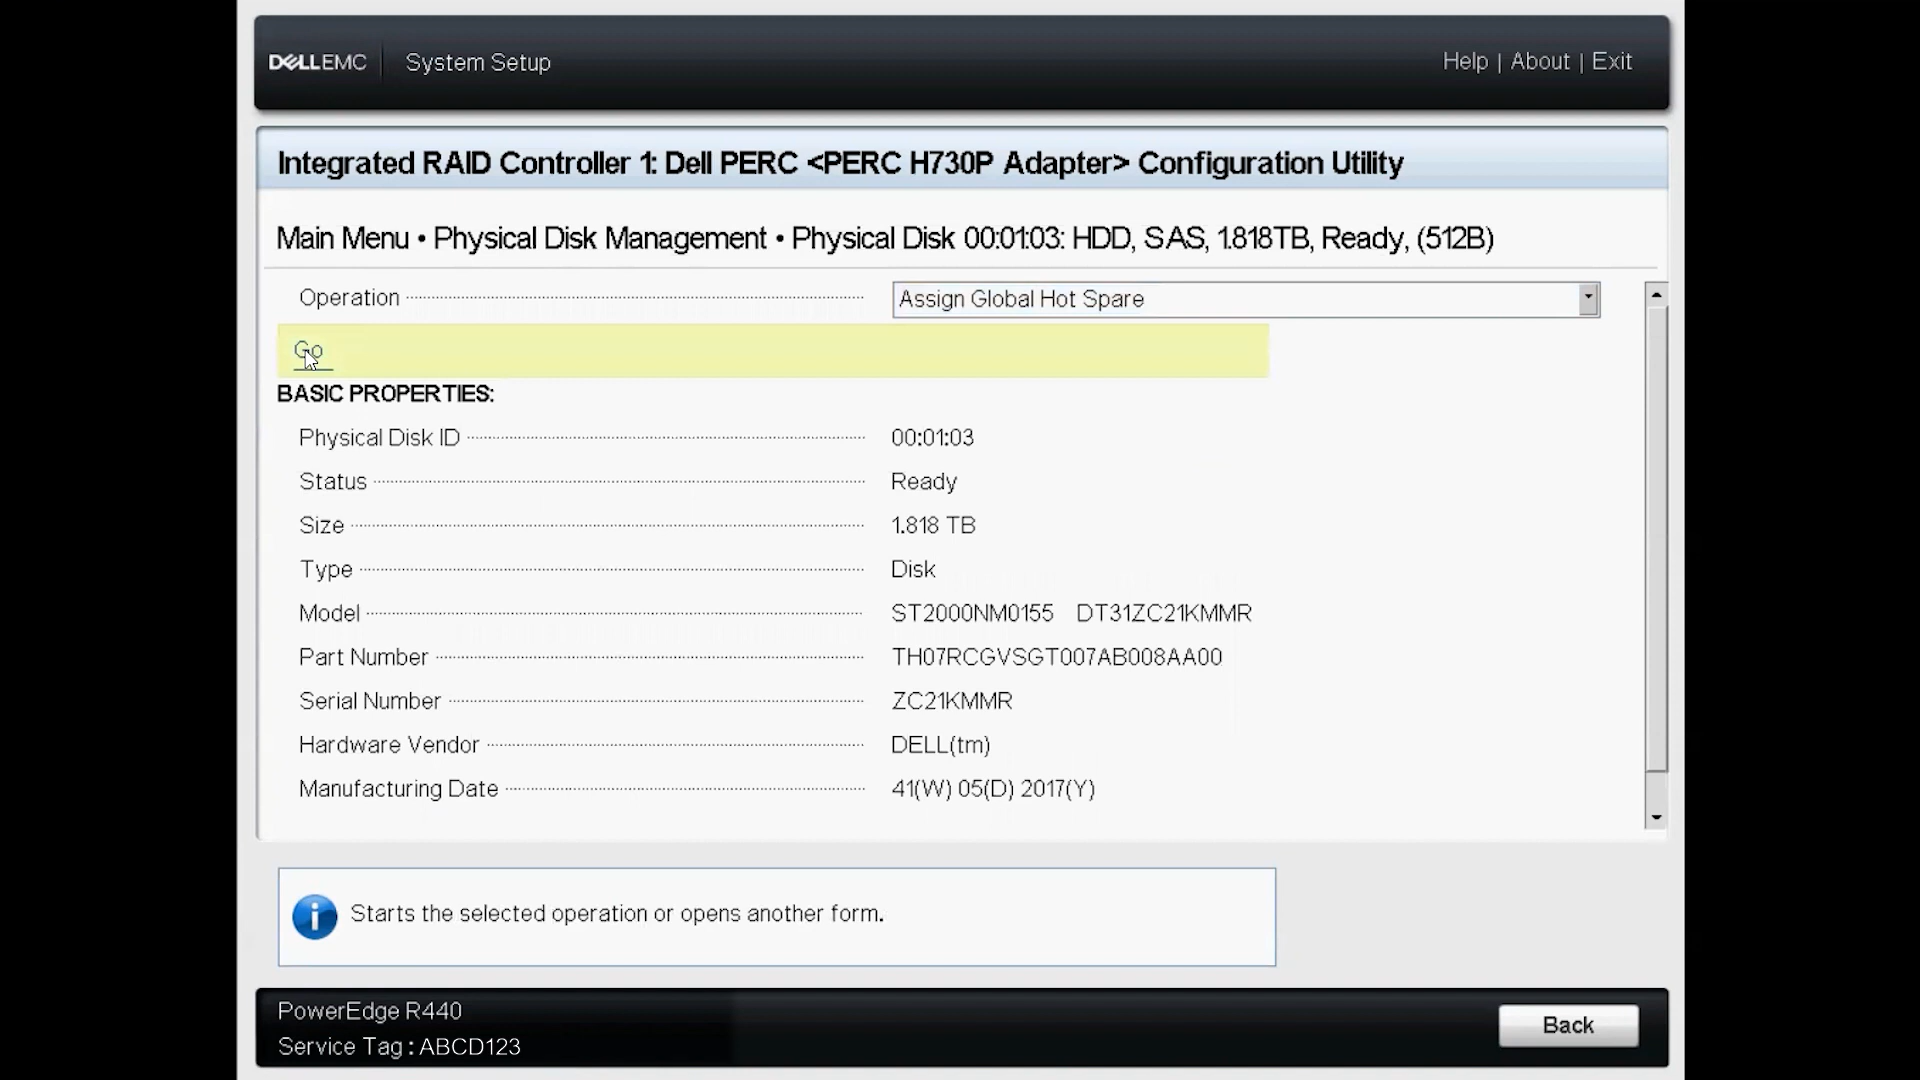 DELLEMC System Setup Help | About | Exit
Integrated RAID Controller 1: Dell PERC <PERC H730P Adapter> Configuration Utility
Main Menu • Physical Disk Management • Physical Disk 00:01:03: HDD, SAS, 1.818TB, Ready, (512B)
Operation Assign Global Hot Spare
Go
BASIC PROPERTIES:
Physical Disk ID 00:01:03
Status Ready
Size 1.818 TB
Type Disk
Model ST2000NM0155 DT31ZC21KMMR
Part Number TH07RCGVSGT007AB008AA00
Serial Number ZC21KMMR
Hardware Vendor DELL(tm)
Manufacturing Date 41(W) 05(D) 2017(Y)
Starts the selected operation or opens another form.
PowerEdge R440
Service Tag : ABCD123
Back